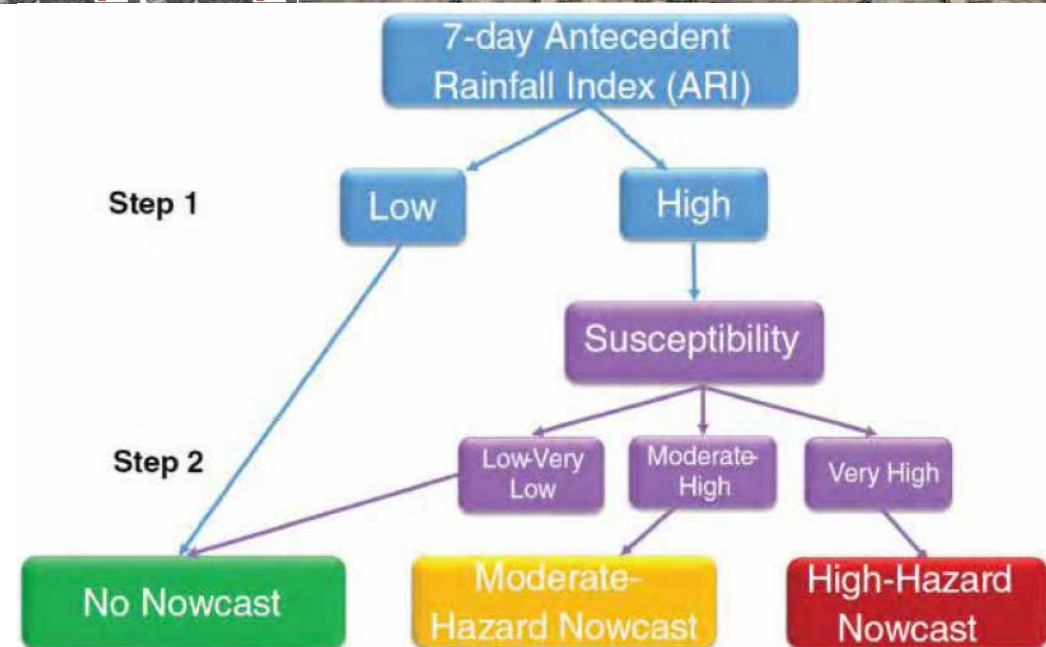 7-day Antecedent
Rainfall Index (ARI)
Step 1
Low
High
Susceptibility
Step 2
Low-Very
Low
Moderate-
High
Very High
No Nowcast
Moderate-
Hazard Nowcast
High-Hazard
Nowcast